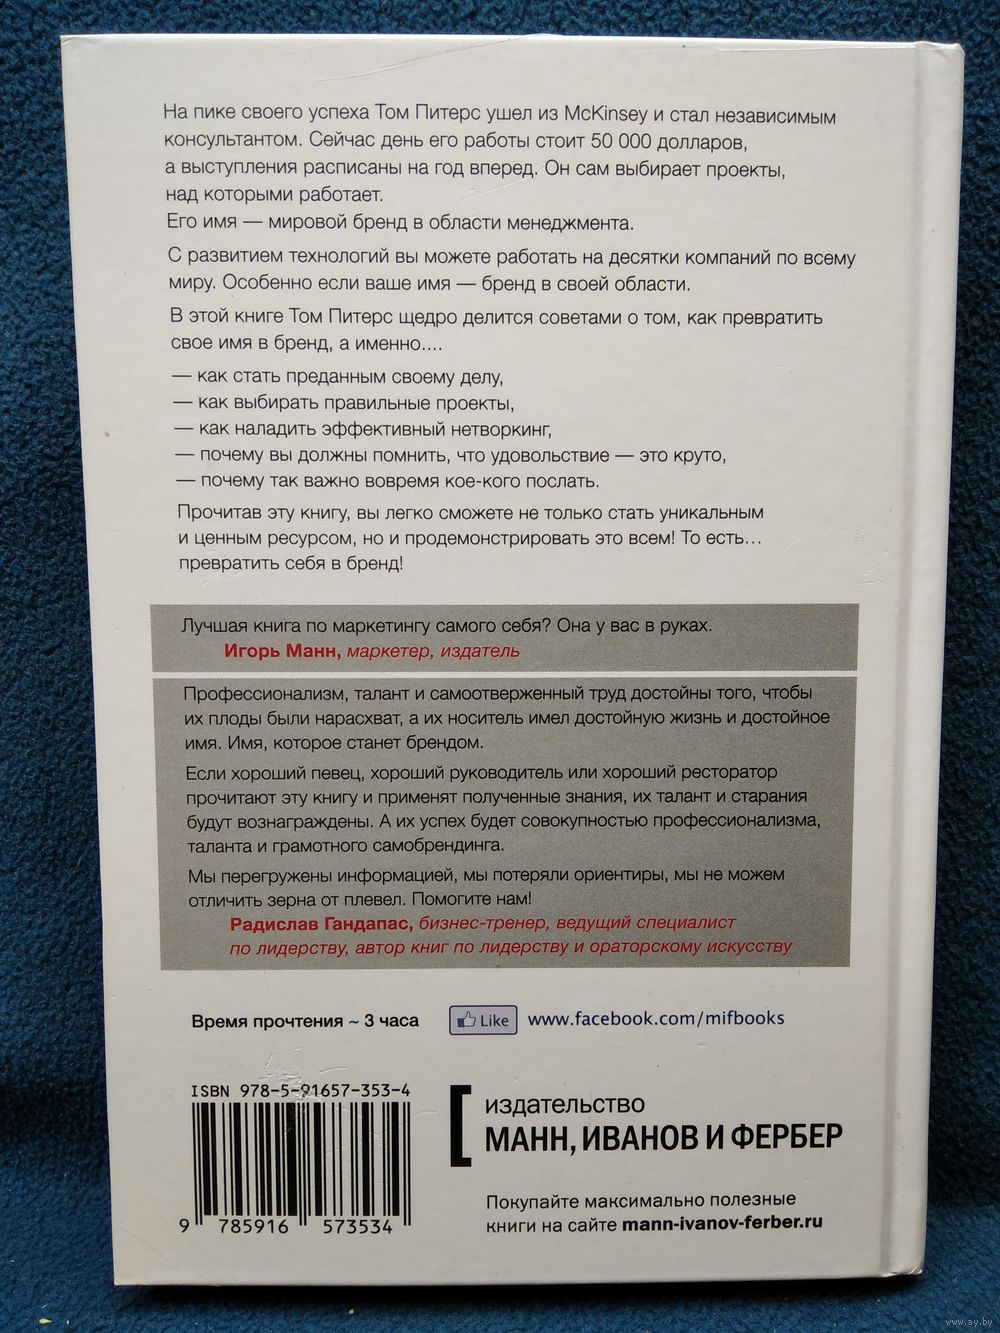 На пике своего успеха Том Питерс ушел из McKinsey и стал независимым
консультантом. Сейчас день его работы стоит 50 000 долларов,
а выступления расписаны на год вперед. Он сам выбирает проекты,
над которыми работает.
Его имя — мировой бренд в области менеджмента.
С развитием технологий вы можете работать на десятки компаний по всему
миру. Особенно если ваше имя — бренд в своей области.
В этой книге Том Питерс щедро делится советами о том, как превратить
свое имя в бренд, а именно....
— как стать преданным своему делу,
— как выбирать правильные проекты,
— как наладить эффективный нетворкинг,
— почему вы должны помнить, что удовольствие — это круто,
— почему так важно вовремя кое-кого послать.
Прочитав эту книгу, вы легко сможете не только стать уникальным
и ценным ресурсом, но и продемонстрировать это всем! То есть...
превратить себя в бренд!
Лучшая книга по маркетингу самого себя? Она у вас в руках.
Игорь Манн, маркетер, издатель
Профессионализм, талант и самоотверженный труд достойны того, чтобы
их плоды были нарасхват, а их носитель имел достойную жизнь и достойное
имя. Имя, которое станет брендом.
Если хороший певец, хороший руководитель или хороший ресторатор
прочитают эту книгу и применят полученные знания, их талант и старания
будут вознаграждены. А их успех будет совокупностью профессионализма,
таланта и грамотного самобрендинга.
Мы перегружены информацией, мы потеряли ориентиры, мы не можем
отличить зерна от плевел. Помогите нам!
Радислав Гандапас, бизнес-тренер, ведущий специалист
по лидерству, автор книг по лидерству и ораторскому искусству
Время прочтения ~ 3 часа
Like www.facebook.com/mifbooks
ISBN 978-5-91657-353-4
9 785916 573534
издательство
МАНН, ИВАНОВ И ФЕРБЕР
Покупайте максимально полезные
книги на сайте mann-ivanov-ferber.ru
www.ay.by